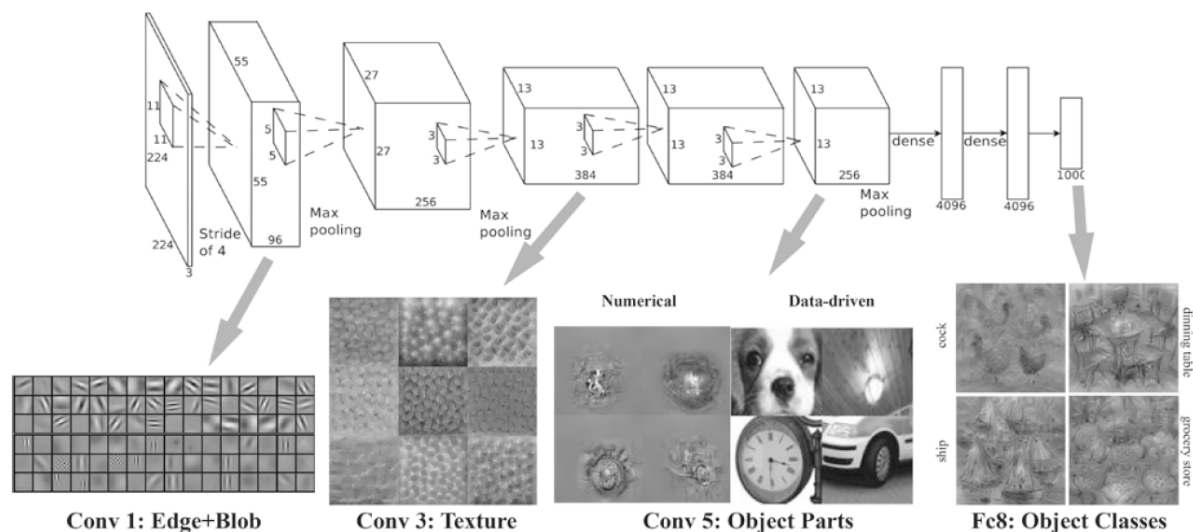 55
27
13
13
13
11
11
224
5
5
55
3
3
27
13
3
3
13
3
3
13
dense
dense
224
3
Stride
of 4
96
Max
pooling
256
Max
pooling
384
384
256
Max
pooling
4096
4096
1000
Numerical
Data-driven
cock
ship
dinning table
grocery store
Conv 1: Edge+Blob
Conv 3: Texture
Conv 5: Object Parts
Fc8: Object Classes